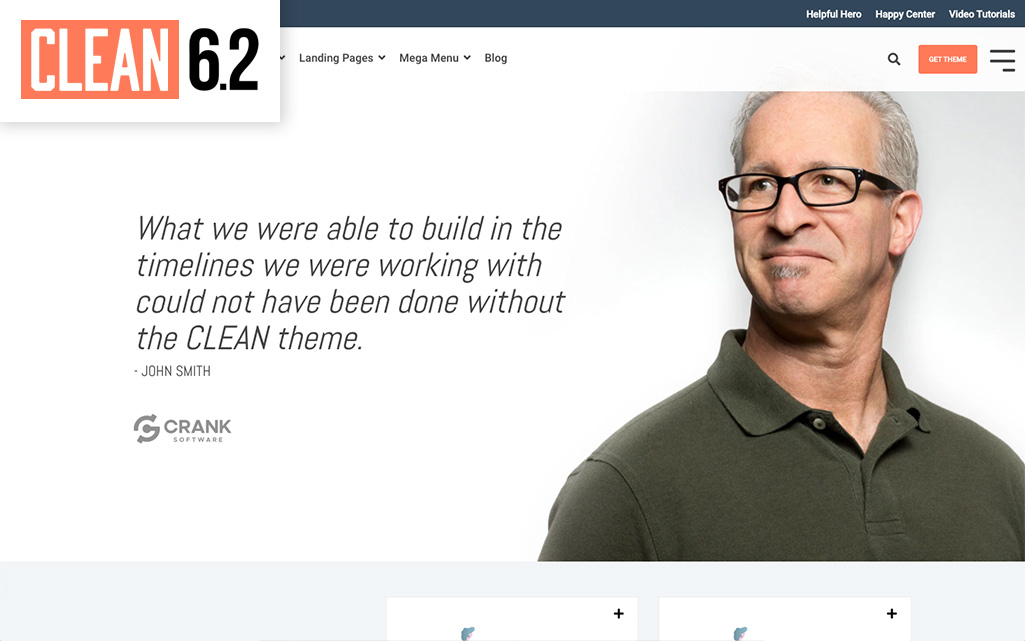 Helpful Hero Happy Center Video Tutorials
CLEAN 6.2
Landing Pages Mega Menu Blog
GET THEME
What we were able to build in the
timelines we were working with
could not have been done without
the CLEAN theme.
- JOHN SMITH
CRANK
SOFTWARE